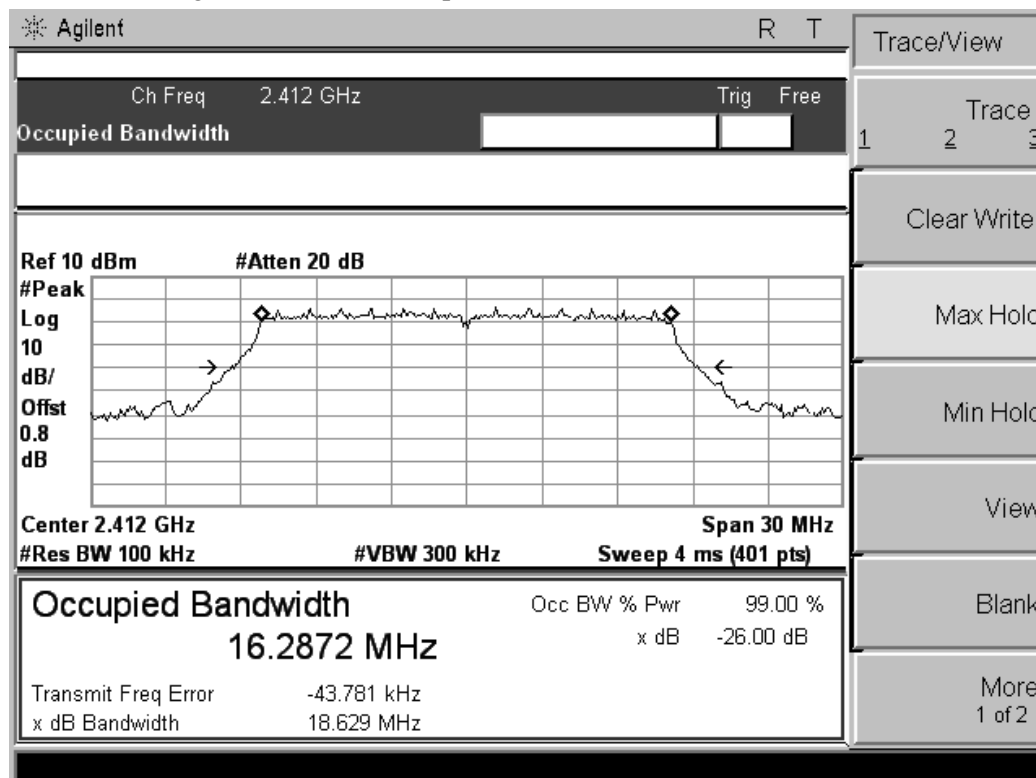 Agilent R T
Trace/View
Ch Freq 2.412 GHz Trig Free
Occupied Bandwidth
Trace
1 2 3
Clear Write
Ref 10 dBm #Atten 20 dB
#Peak
Log
10
dB/
Offst
0.8
dB
Max Hold
Min Hold
Center 2.412 GHz Span 30 MHz
#Res BW 100 kHz #VBW 300 kHz Sweep 4 ms (401 pts)
View
Occupied Bandwidth Occ BW % Pwr 99.00 %
16.2872 MHz x dB -26.00 dB
Transmit Freq Error -43.781 kHz
x dB Bandwidth 18.629 MHz
Blank
More
1 of 2